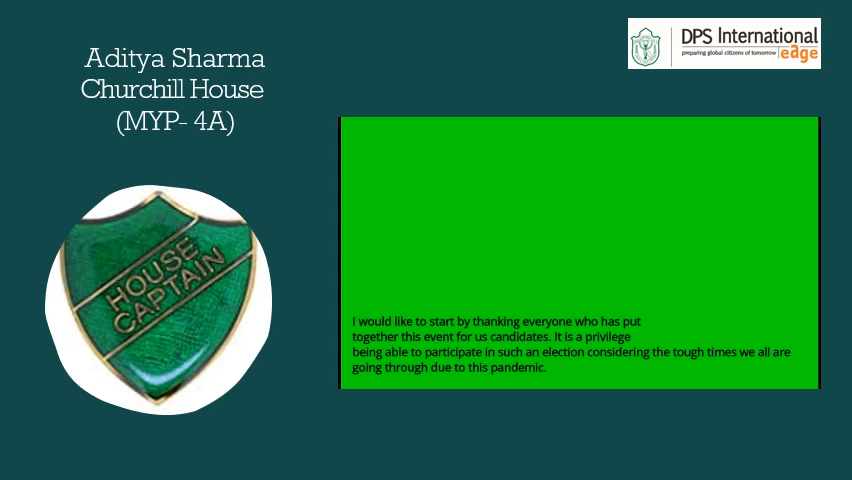 Aditya Sharma
Churchill House
(MYP- 4A)
DPS International
preparing global citizens of tomorrow
edge
HOUSE
CAPTAIN
I would like to start by thanking everyone who has put
together this event for us candidates. It is a privilege
being able to participate in such an election considering the tough times we all are
going through due to this pandemic.